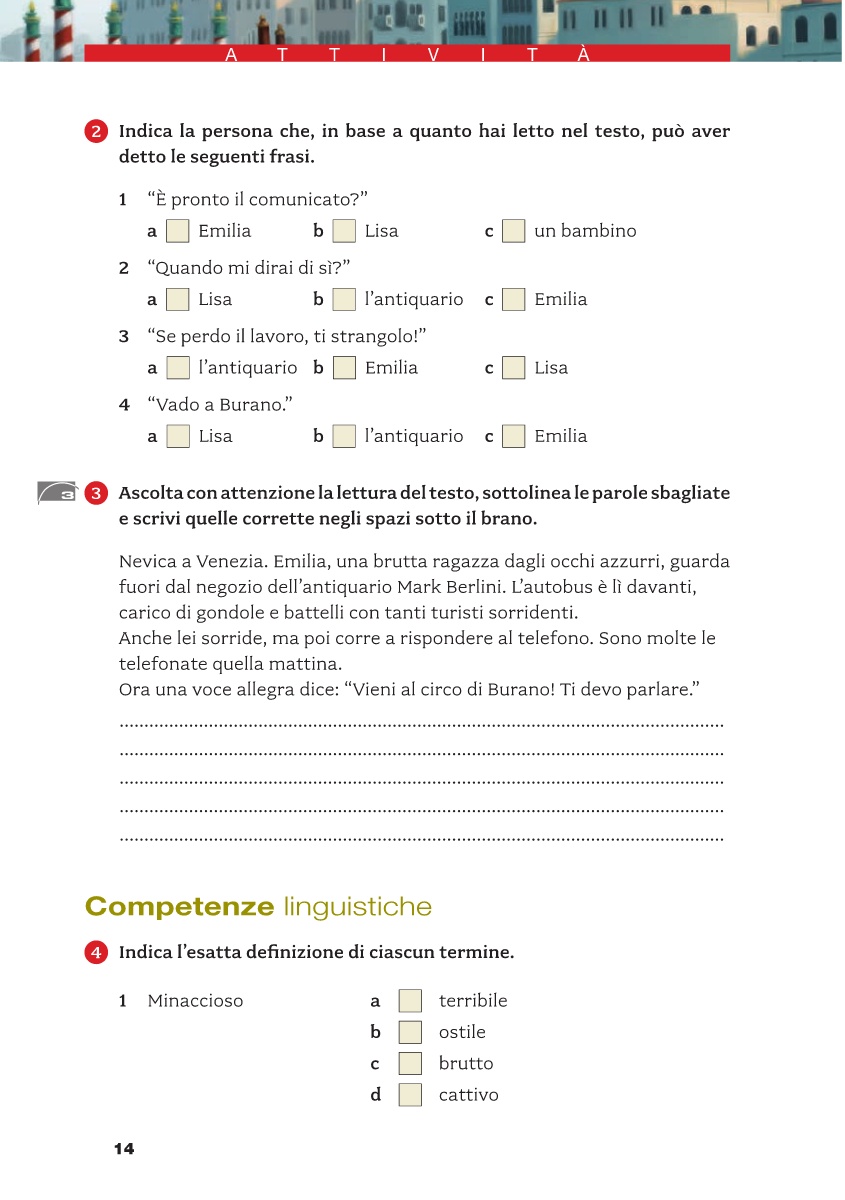 ATTIVITÀ
2 Indica la persona che, in base a quanto hai letto nel testo, può aver
detto le seguenti frasi.
1 “È pronto il comunicato?”
a Emilia b Lisa c un bambino
2 “Quando mi dirai di sì?”
a Lisa b l’antiquario c Emilia
3 “Se perdo il lavoro, ti strangolo!”
a l’antiquario b Emilia c Lisa
4 “Vado a Burano.”
a Lisa b l’antiquario c Emilia
3 3 Ascolta con attenzione la lettura del testo, sottolinea le parole sbagliate
e scrivi quelle corrette negli spazi sotto il brano.
Nevica a Venezia. Emilia, una brutta ragazza dagli occhi azzurri, guarda
fuori dal negozio dell’antiquario Mark Berlini. L’autobus è lì davanti,
carico di gondole e battelli con tanti turisti sorridenti.
Anche lei sorride, ma poi corre a rispondere al telefono. Sono molte le
telefonate quella mattina.
Ora una voce allegra dice: “Vieni al circo di Burano! Ti devo parlare.”
Competenze linguistiche
4 Indica l’esatta definizione di ciascun termine.
1 Minaccioso a terribile
b ostile
c brutto
d cattivo
14